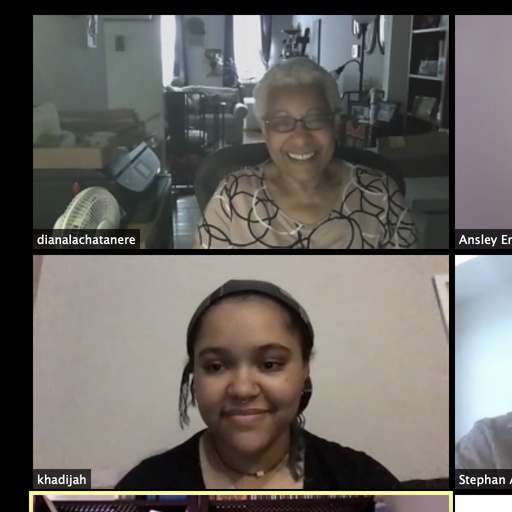 dianalachatanere
Ansley Er
khadijah
Stephan